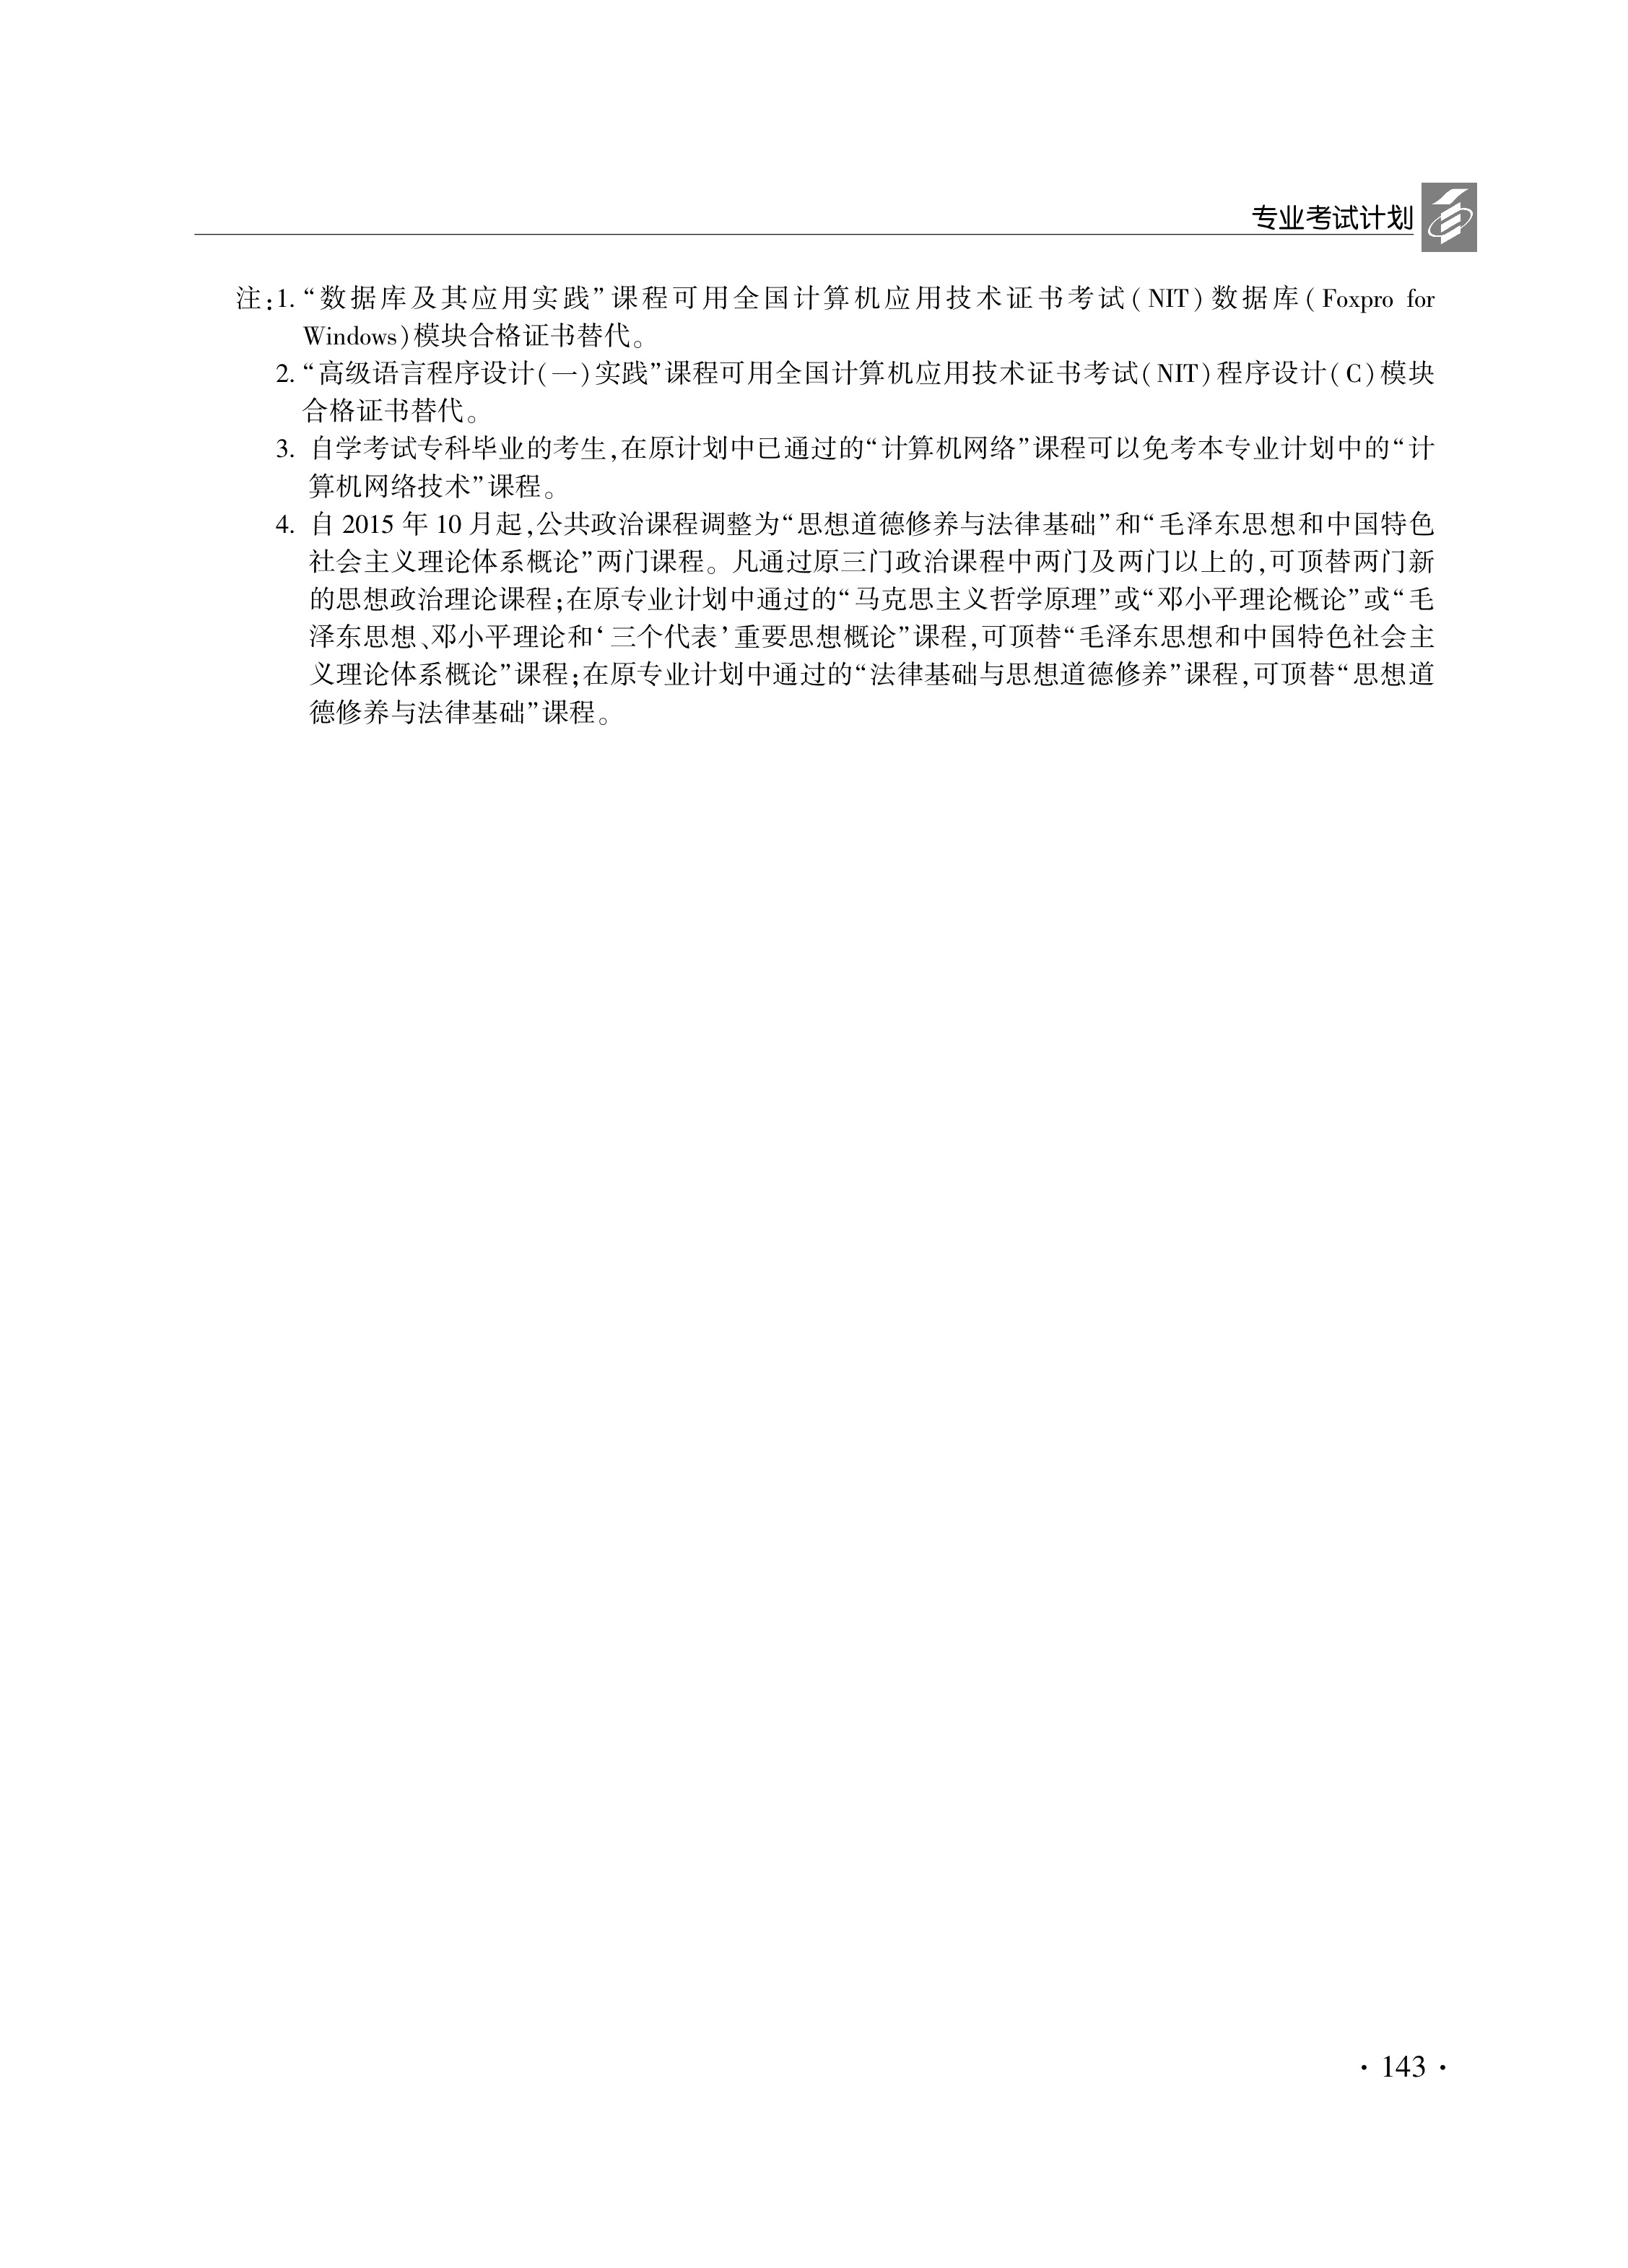 专业考试计划
注:1. “数据库及其应用实践”课程可用全国计算机应用技术证书考试(NIT)数据库(Foxpro for
Windows)模块合格证书替代。
2. “高级语言程序设计(一)实践”课程可用全国计算机应用技术证书考试(NIT)程序设计(C)模块
合格证书替代。
3. 自学考试专科毕业的考生,在原计划中已通过的“计算机网络”课程可以免考本专业计划中的“计
算机网络技术”课程。
4. 自 2015 年 10 月起,公共政治课程调整为“思想道德修养与法律基础”和“毛泽东思想和中国特色
社会主义理论体系概论”两门课程。凡通过原三门政治课程中两门及两门以上的,可顶替两门新
的思想政治理论课程;在原专业计划中通过的“马克思主义哲学原理”或“邓小平理论概论”或“毛
泽东思想、邓小平理论和‘三个代表’重要思想概论”课程,可顶替“毛泽东思想和中国特色社会主
义理论体系概论”课程;在原专业计划中通过的“法律基础与思想道德修养”课程,可顶替“思想道
德修养与法律基础”课程。
· 143 ·